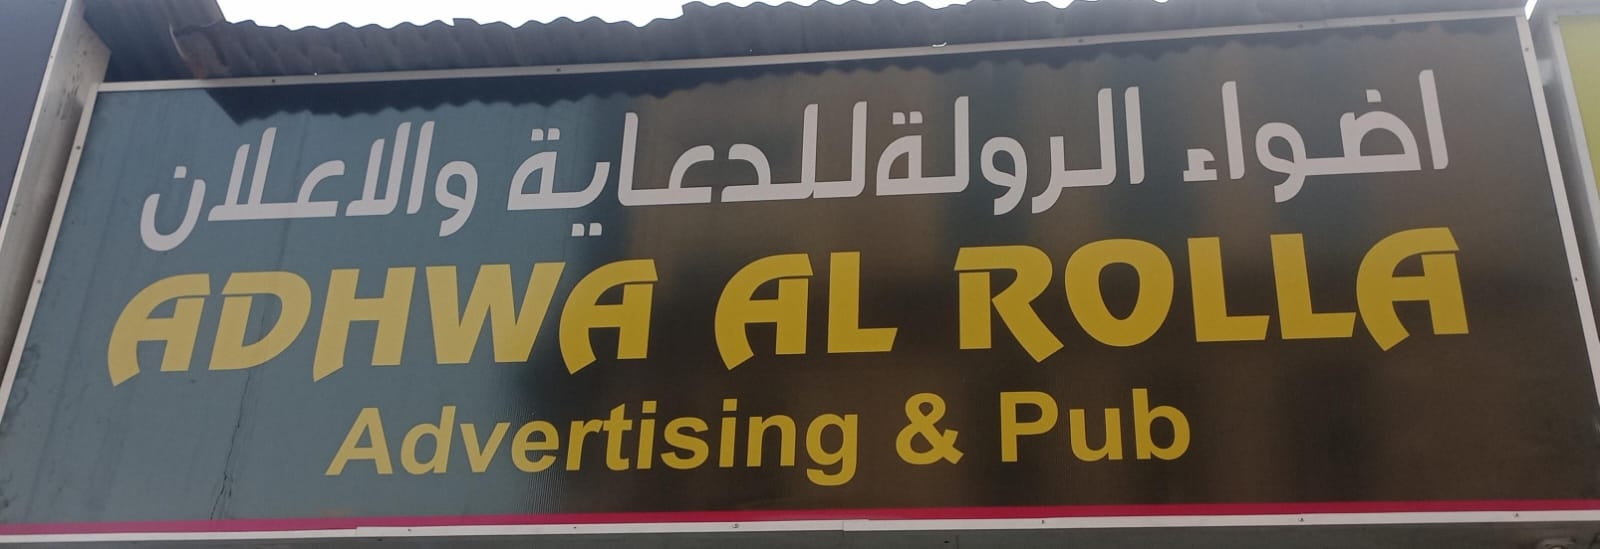 اضواء الرولة للدعاية والاعلان
ADHWA AL ROLLA
Advertising & Pub